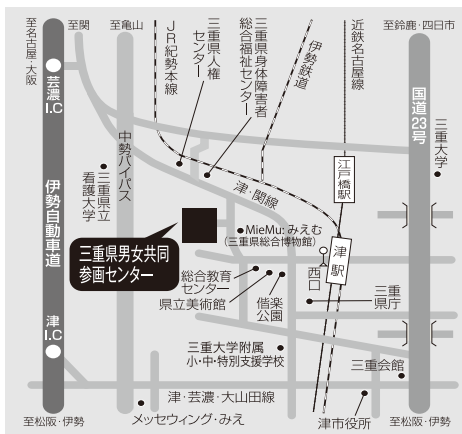 至名古屋・大阪
至関
至亀山
至鈴鹿・四日市
芸濃
I.C
JR紀勢本線
三重県人権
センター
三重県身体障害者
総合福祉センター
伊勢鉄道
近鉄名古屋線
国道23号
三重大学
中勢バイパス
三重県立
看護大学
伊勢自動車道
津・関線
江戸橋駅
三重県男女共同
参画センター
MieMu:みえむ
(三重県総合博物館)
津駅
西口
総合教育
センター
県立美術館
偕楽
公園
三重
県庁
津
I.C
三重大学附属
小・中・特別支援学校
三重会館
津・芸濃・大山田線
至松阪・伊勢
メッセウィング・みえ
津市役所
至松阪・伊勢